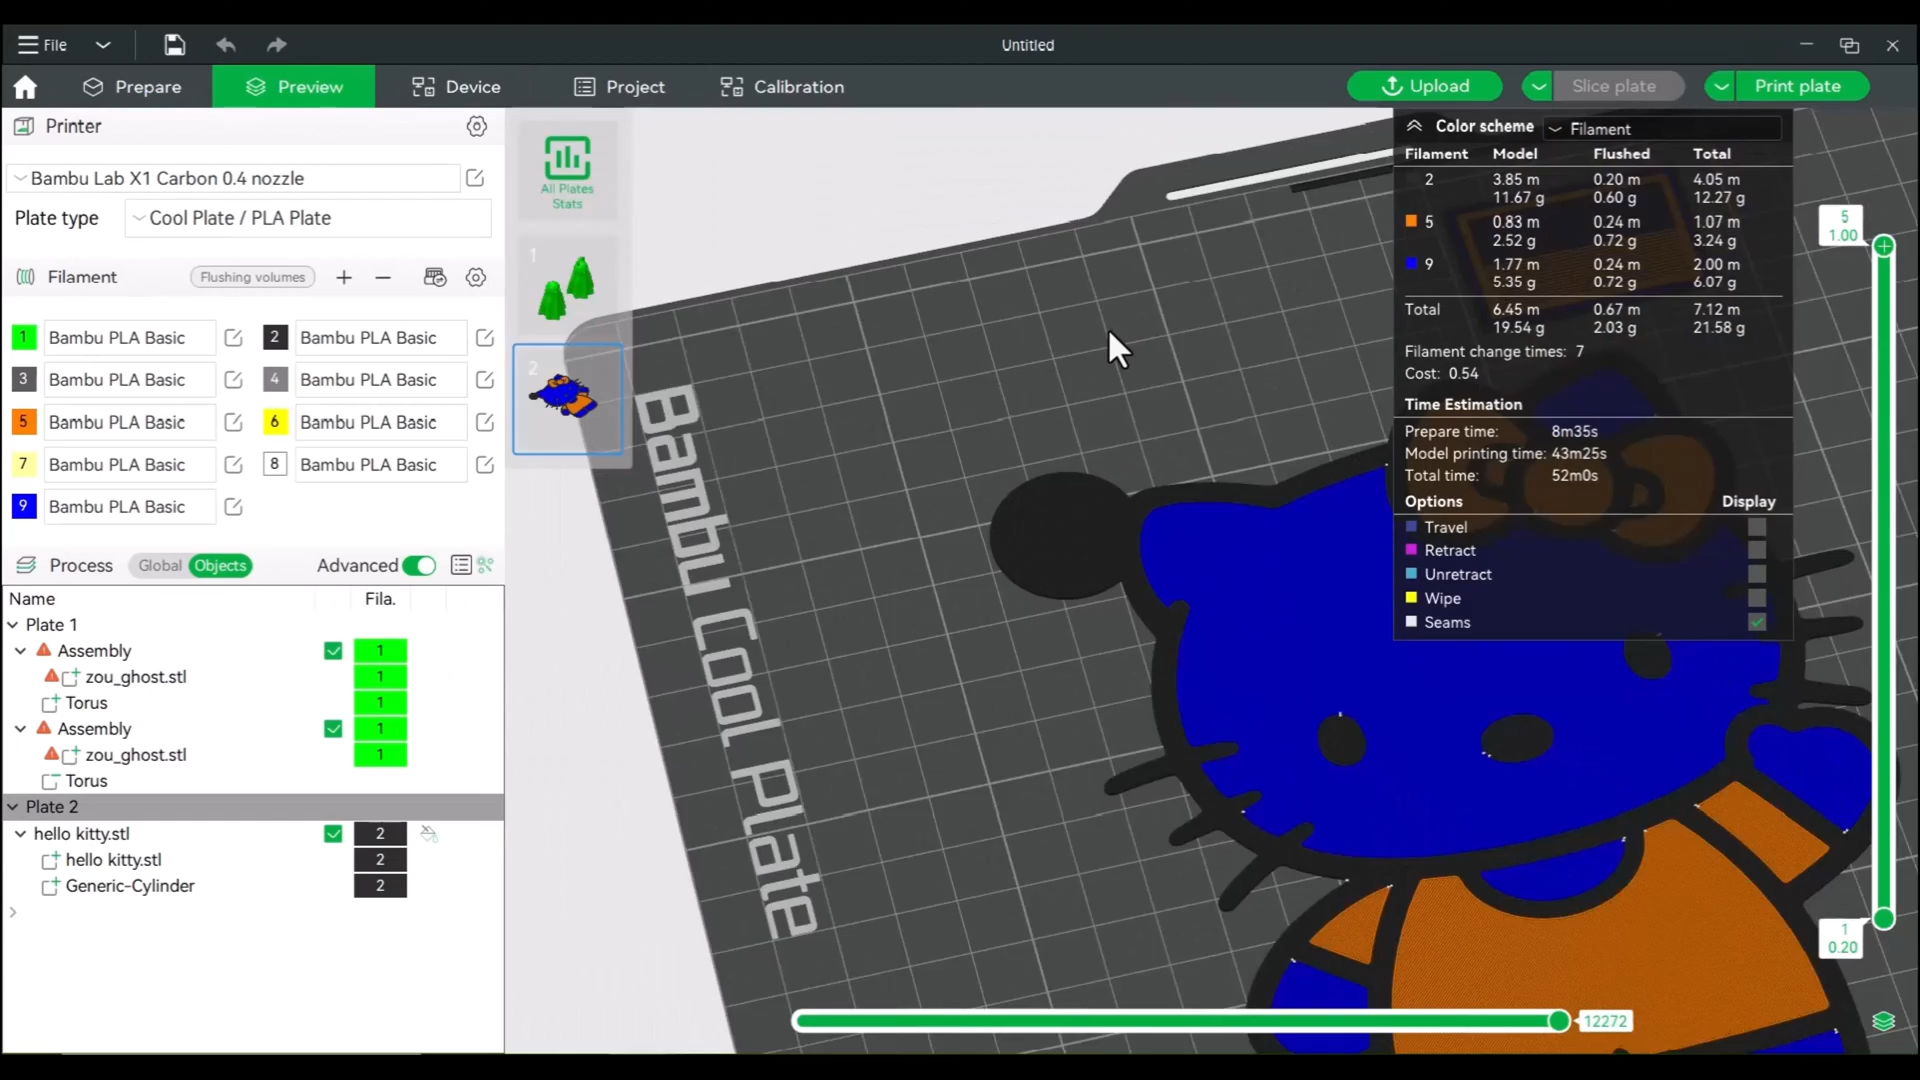 File
Untitled
Prepare
Preview
Device
Project
Calibration
Upload
Slice plate
Print plate
Printer
Bambu Lab X1 Carbon 0.4 nozzle
Plate type
Cool Plate / PLA Plate
Filament
Flushing volumes
1 Bambu PLA Basic
2 Bambu PLA Basic
3 Bambu PLA Basic
4 Bambu PLA Basic
5 Bambu PLA Basic
6 Bambu PLA Basic
7 Bambu PLA Basic
8 Bambu PLA Basic
9 Bambu PLA Basic
Process Global Objects Advanced
Name Fila.
Plate 1
Assembly 1
zou_ghost.stl 1
Torus 1
Assembly 1
zou_ghost.stl 1
Torus
Plate 2
hello kitty.stl 2
hello kitty.stl 2
Generic-Cylinder 2
All Plates
Stats
1
2
Bambu Cool Plate
Color scheme Filament
Filament Model Flushed Total
2 3.85 m 0.20 m 4.05 m
11.67 g 0.60 g 12.27 g
5 0.83 m 0.24 m 1.07 m
2.52 g 0.72 g 3.24 g
9 1.77 m 0.24 m 2.00 m
5.35 g 0.72 g 6.07 g
Total 6.45 m 0.67 m 7.12 m
19.54 g 2.03 g 21.58 g
Filament change times: 7
Cost: 0.54
Time Estimation
Prepare time: 8m35s
Model printing time: 43m25s
Total time: 52m0s
Options Display
Travel
Retract
Unretract
Wipe
Seams
5
1.00
1
0.20
12272